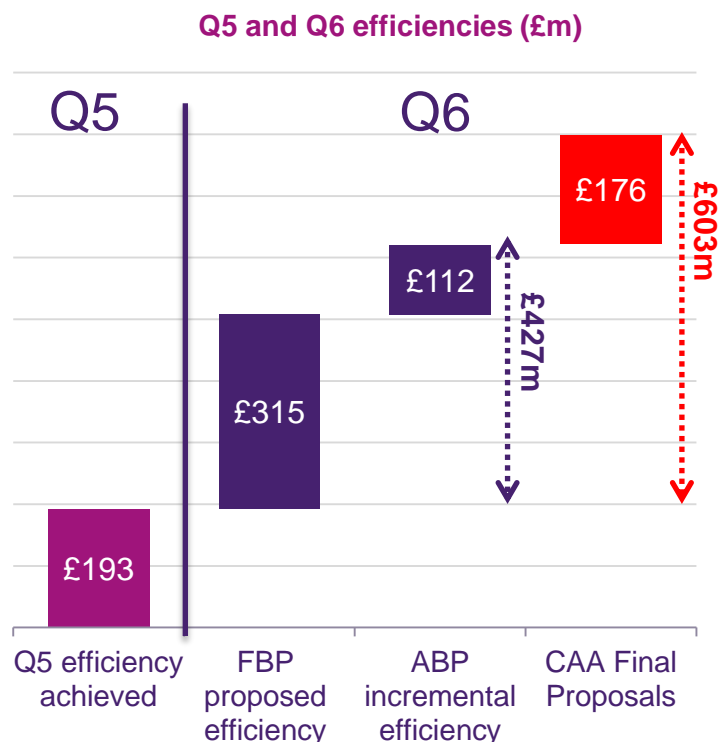 Q5 and Q6 efficiencies (£m)
Q5
Q6
£176
£603m
£112
£427m
£315
£193
Q5 efficiency
achieved
FBP
proposed
efficiency
ABP
incremental
efficiency
CAA Final
Proposals